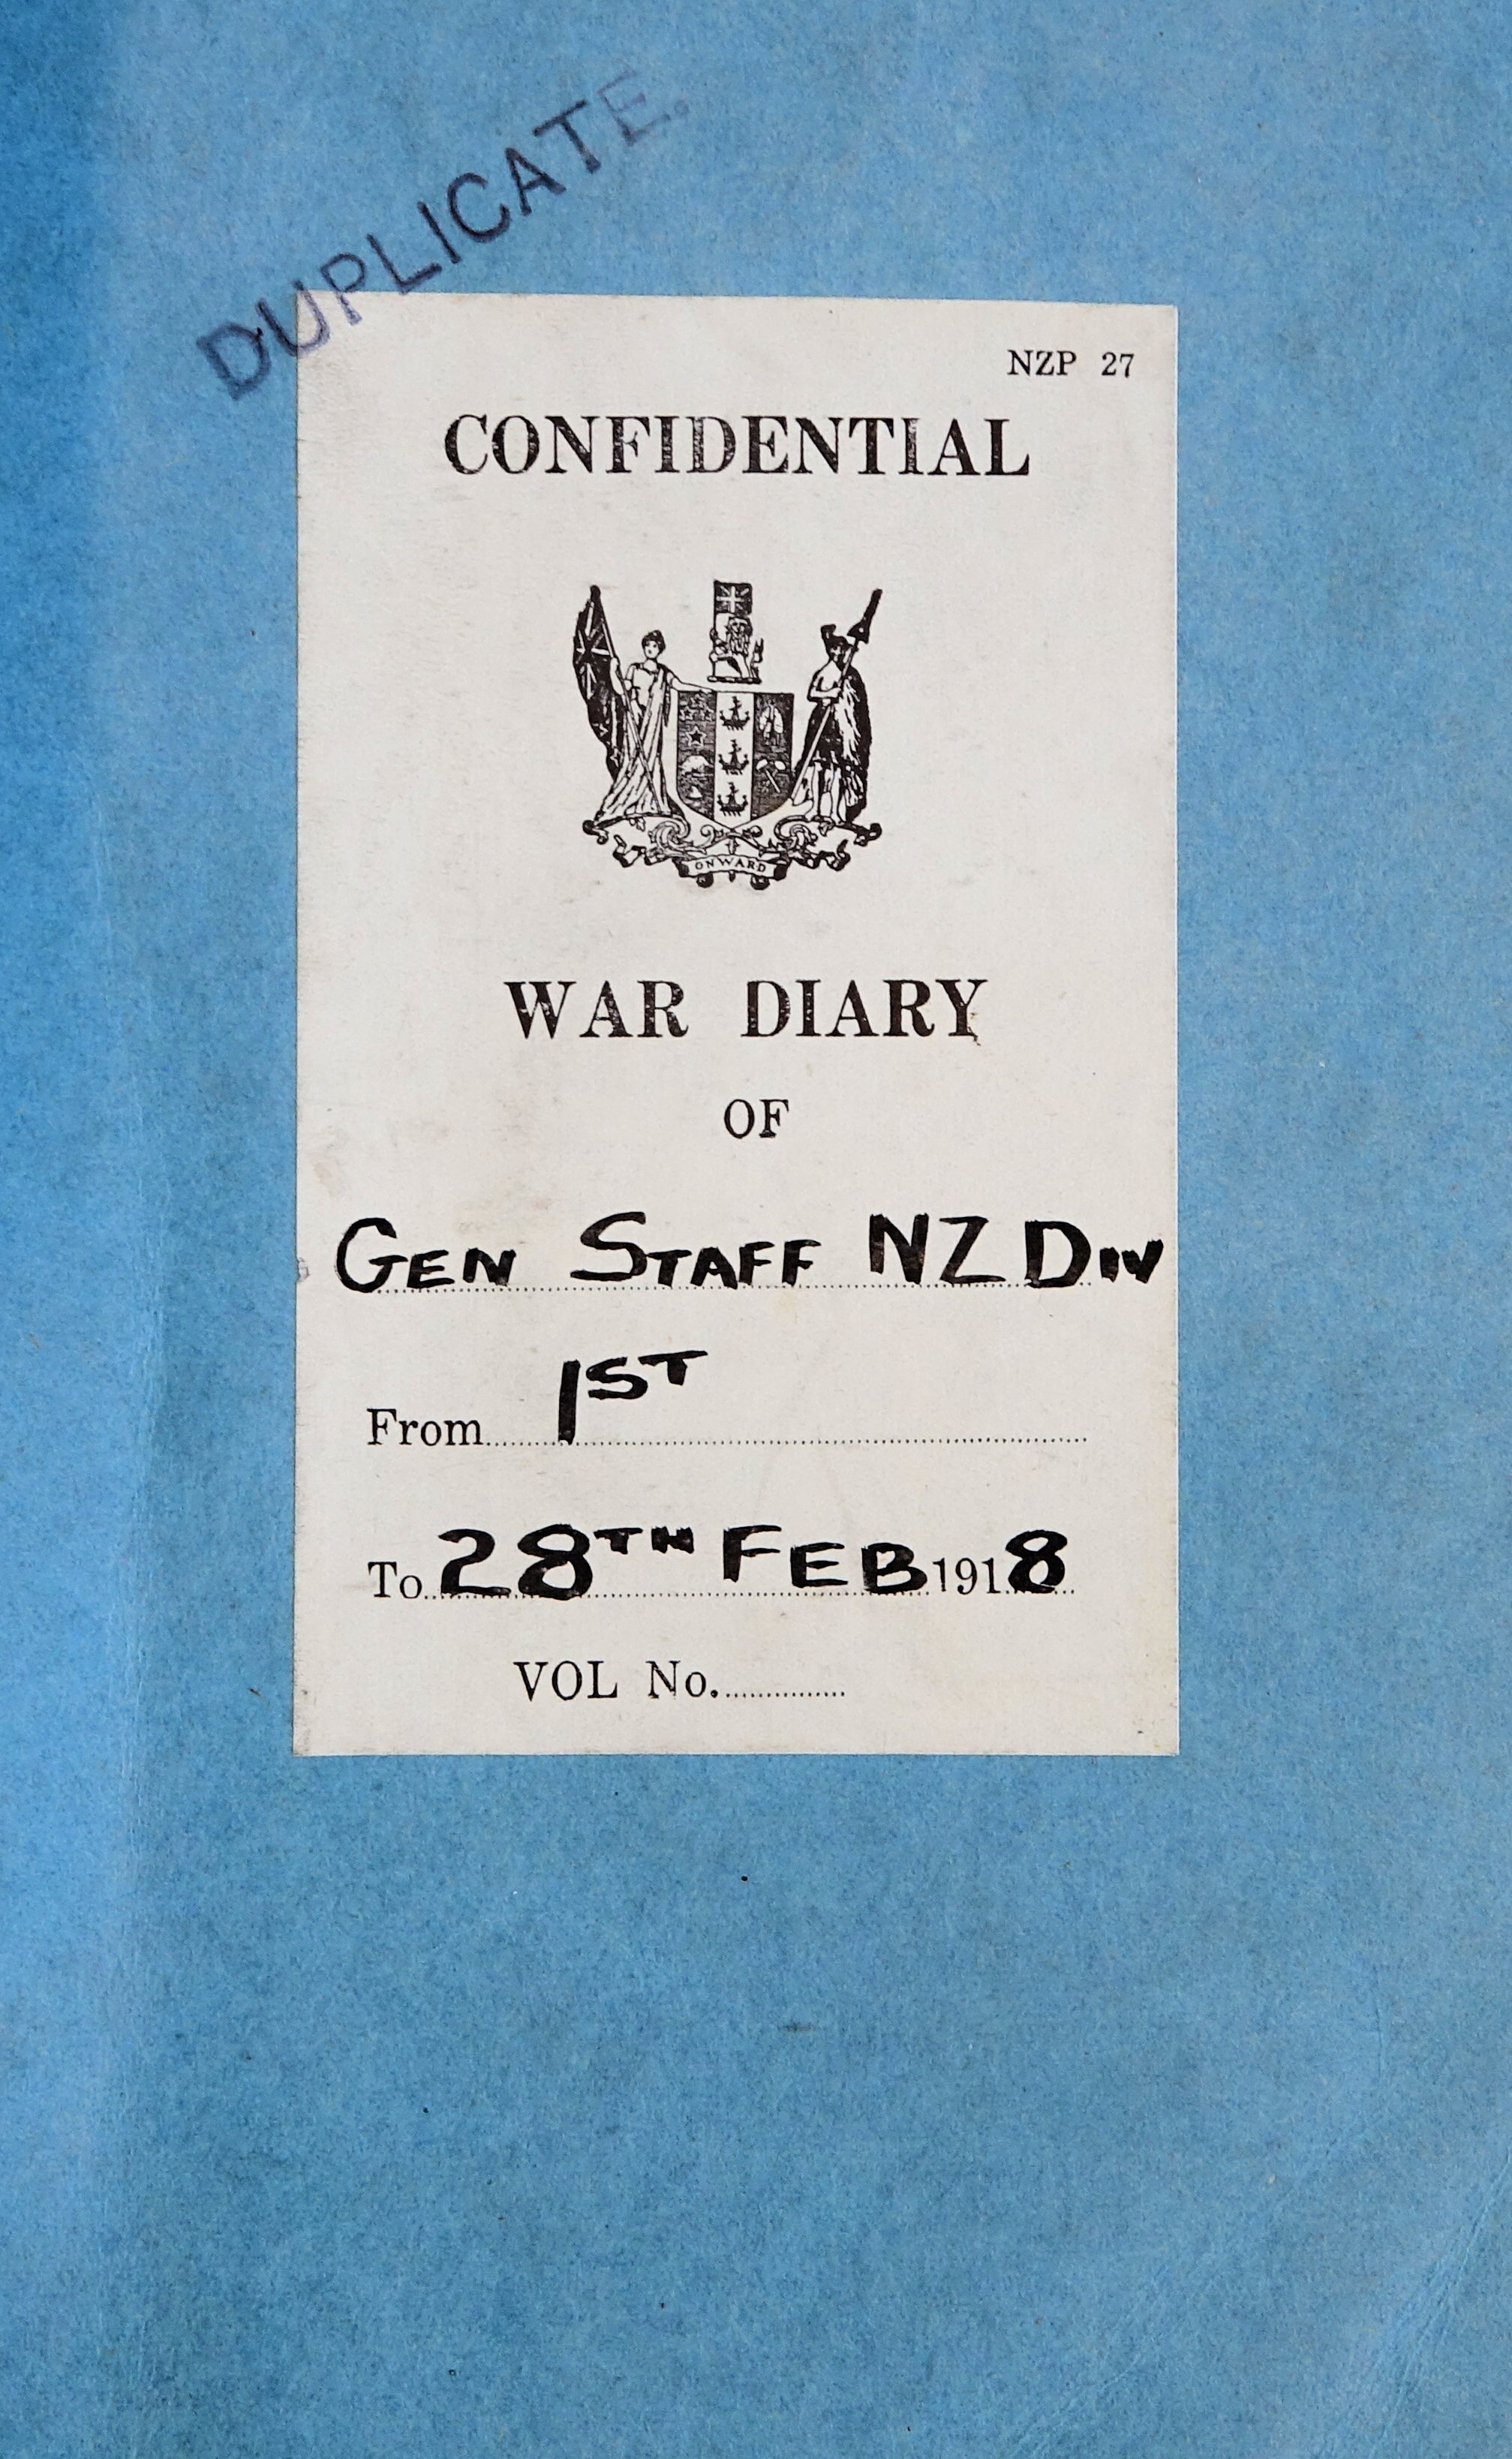 DUPLICATE.
NZP 27
CONFIDENTIAL
ONWARD
WAR DIARY
OF
GEN STAFF NZ DIV
From 1ST
To 28TH FEB 1918
VOL No.